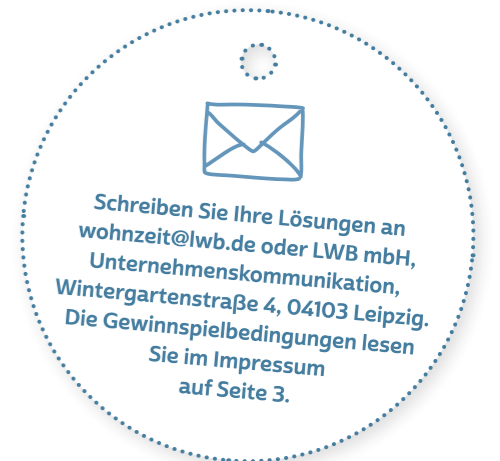 Schreiben Sie Ihre Lösungen an
wohnzeit@lwb.de oder LWB mbH,
Unternehmenskommunikation,
Wintergartenstraße 4, 04103 Leipzig.
Die Gewinnspielbedingungen lesen
Sie im Impressum
auf Seite 3.